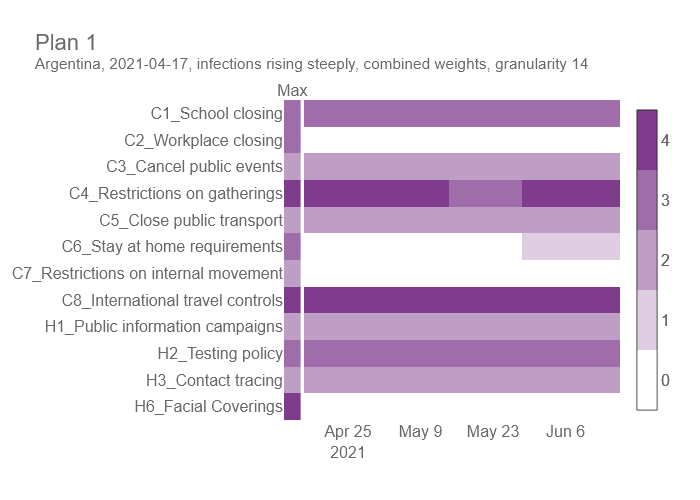 Plan 1
Argentina, 2021-04-17, infections rising steeply, combined weights, granularity 14
Max
C1_School closing
C2_Workplace closing
C3_Cancel public events
C4_Restrictions on gatherings
C5_Close public transport
C6_Stay at home requirements
C7_Restrictions on internal movement
C8_International travel controls
H1_Public information campaigns
H2_Testing policy
H3_Contact tracing
H6_Facial Coverings
4
3
2
1
0
Apr 25 May 9 May 23 Jun 6
2021